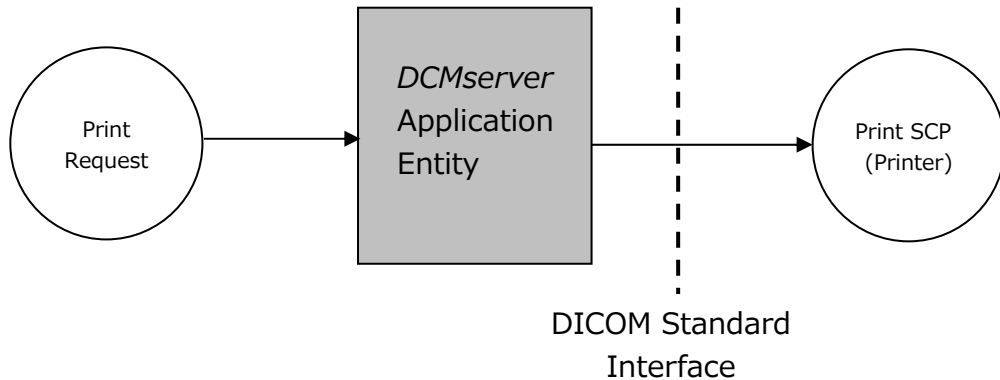 Print
Request
DCMserver
Application
Entity
Print SCP
(Printer)
DICOM Standard
Interface